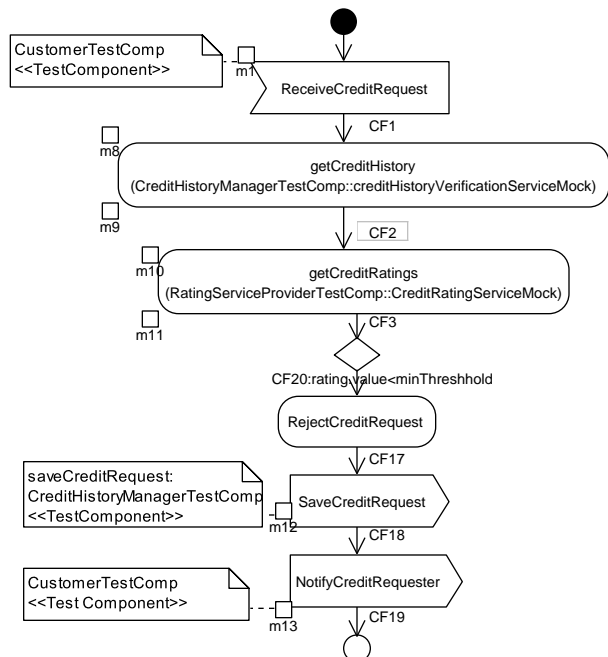 CustomerTestComp
<<TestComponent>>
m1
ReceiveCreditRequest
CF1
m8
getCreditHistory
(CreditHistoryManagerTestComp::creditHistoryVerificationServiceMock)
m9
CF2
m10
getCreditRatings
(RatingServiceProviderTestComp::CreditRatingServiceMock)
m11
CF3
CF20:rating.value<minThreshhold
RejectCreditRequest
CF17
saveCreditRequest:
CreditHistoryManagerTestComp
<<TestComponent>>
m12
SaveCreditRequest
CF18
CustomerTestComp
<<Test Component>>
m13
NotifyCreditRequester
CF19